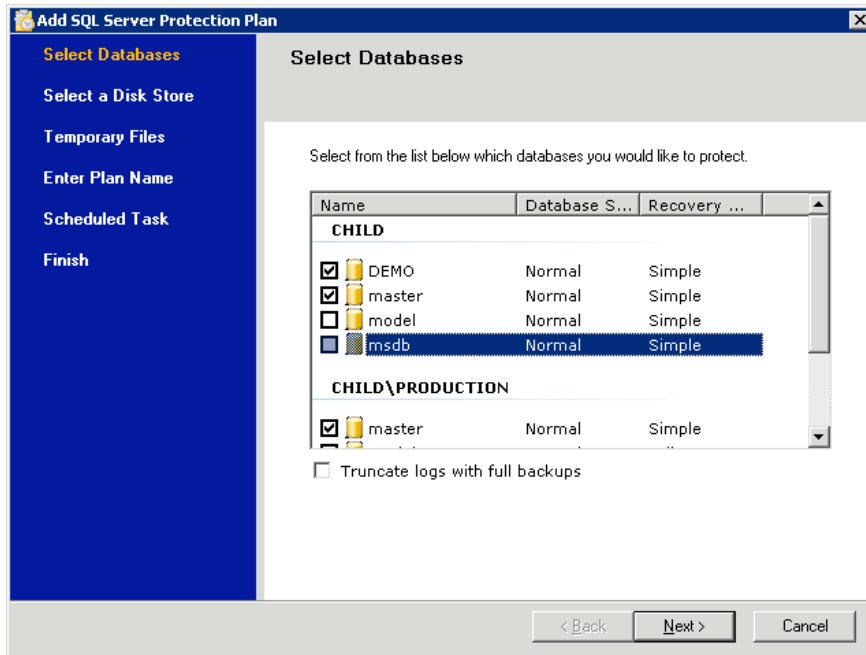 Add SQL Server Protection Plan
Select Databases
Select a Disk Store
Temporary Files
Enter Plan Name
Scheduled Task
Finish
Select Databases
Select from the list below which databases you would like to protect.
Name Database S... Recovery ...
CHILD
DEMO Normal Simple
master Normal Simple
model Normal Simple
msdb Normal Simple
CHILD\PRODUCTION
master Normal Simple
Truncate logs with full backups
< Back Next > Cancel